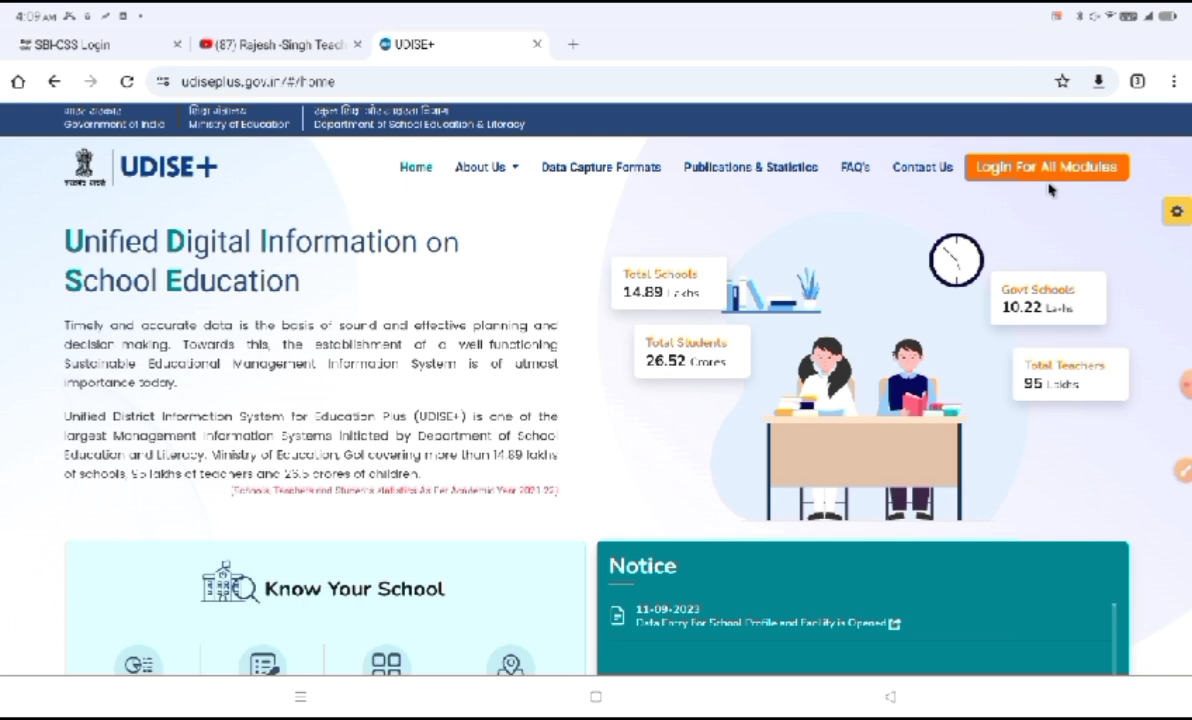 4:09 AM
SBI-CSS Login
(87) Rajesh -Singh Teach
UDISE+
udiseplus.gov.in/#/home
3
भारत सरकार
शिक्षा मंत्रालय
Government of India
Ministry of Education
Department of School Education & Literacy
UDISE+
Home
About Us
Data Capture Formats
Publications & Statistics
FAQ's
Contact Us
Login For All Modules
Unified Digital Information on
School Education
Total Schools
14.89 Lakhs
Govt Schools
10.22 Lakhs
Total Students
26.52 Crores
Total Teachers
95 Lakhs
Timely and accurate data is the basis of sound and effective planning and
decision making. Towards this, the establishment of a well functioning
Sustainable Educational Management Information System is of utmost
importance today.
Unified District Information System for Education Plus (UDISE+) is one of the
largest Management Information Systems initiated by Department of School
Education and Literacy, Ministry of Education, GoI covering more than 14.89 lakhs
of schools, 95 lakhs of teachers and 26.5 crores of children.
(Schools, Teachers and Students statistics As Per Academic Year 2021-22)
Know Your School
Notice
11-09-2023
Data Entry For School Profile and Facility is Opened